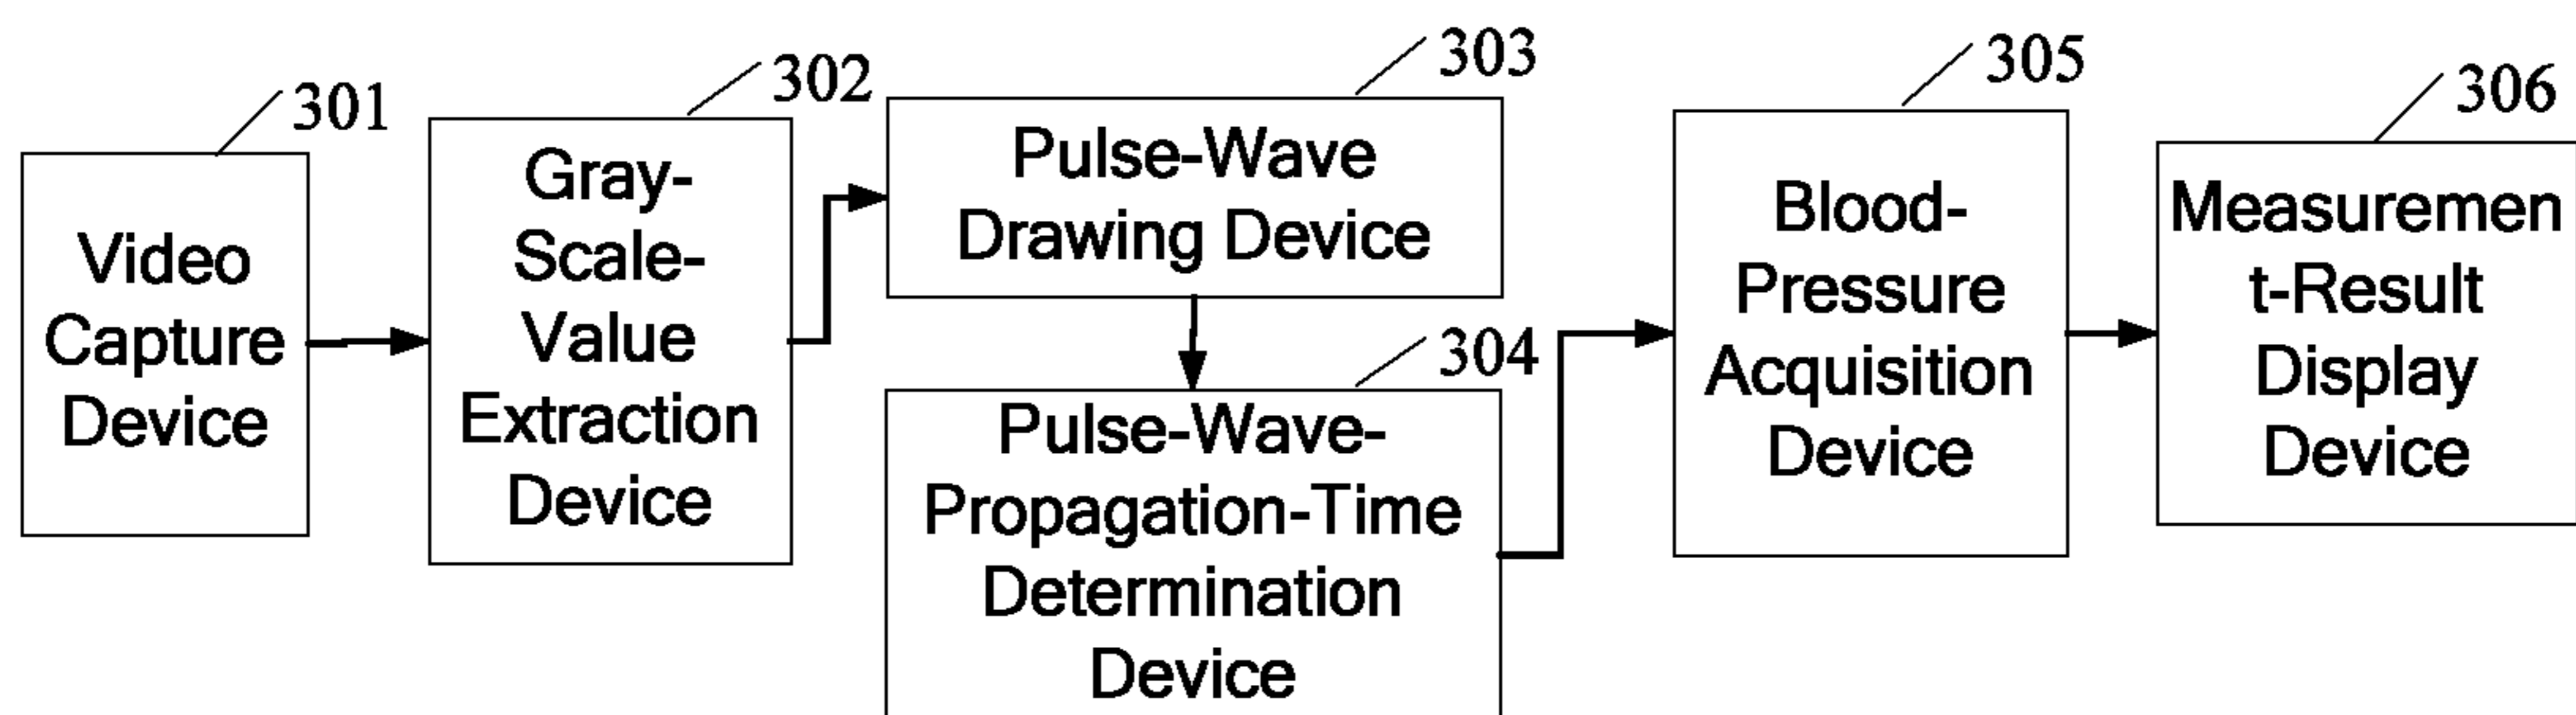 301
Video
Capture
Device
302
Gray-
Scale-
Value
Extraction
Device
303
Pulse-Wave
Drawing Device
304
Pulse-Wave-
Propagation-Time
Determination
Device
305
Blood-
Pressure
Acquisition
Device
306
Measuremen
t-Result
Display
Device